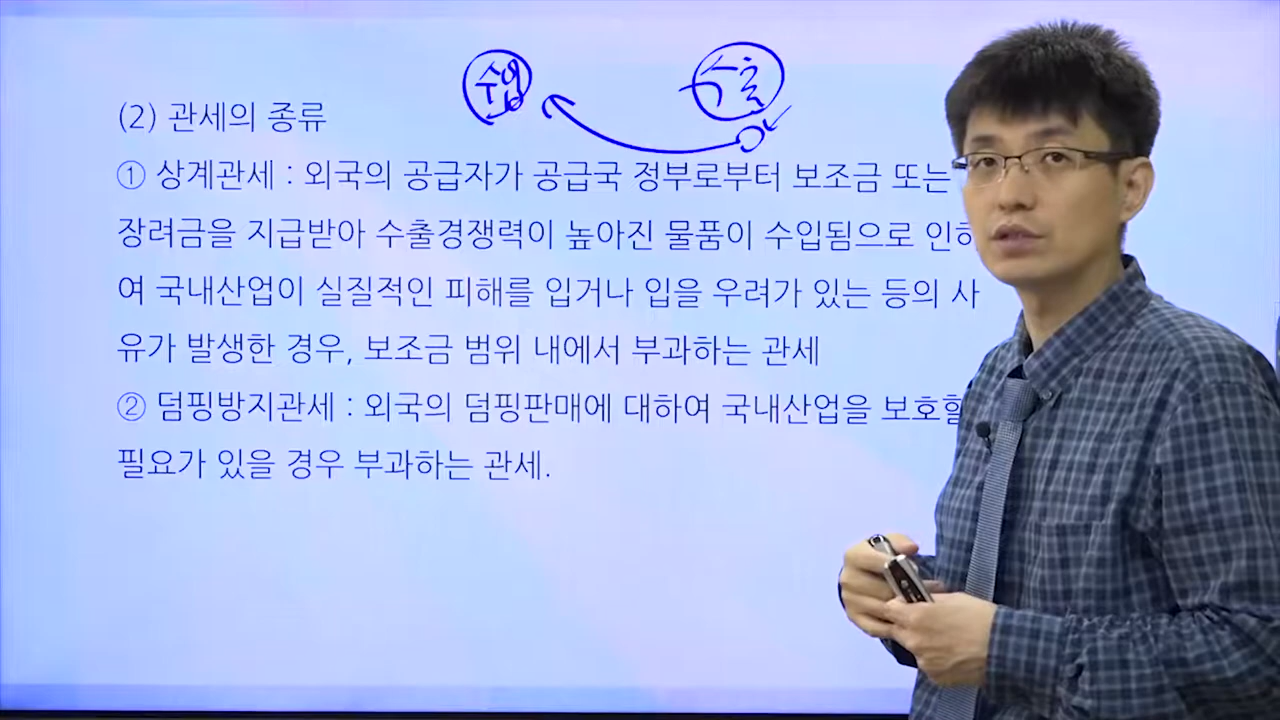 수입 수출
(2) 관세의 종류
① 상계관세 : 외국의 공급자가 공급국 정부로부터 보조금 또는
장려금을 지급받아 수출경쟁력이 높아진 물품이 수입됨으로 인하
여 국내산업이 실질적인 피해를 입거나 입을 우려가 있는 등의 사
유가 발생한 경우, 보조금 범위 내에서 부과하는 관세
② 덤핑방지관세 : 외국의 덤핑판매에 대하여 국내산업을 보호할
필요가 있을 경우 부과하는 관세.